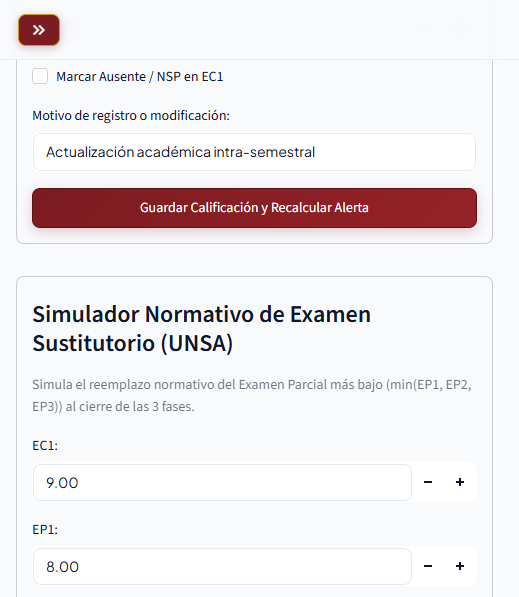 Marcar Ausente / NSP en EC1
Motivo de registro o modificación:
Actualización académica intra-semestral
Guardar Calificación y Recalcular Alerta
Simulador Normativo de Examen
Sustitutorio (UNSA)
Simula el reemplazo normativo del Examen Parcial más bajo (min(EP1, EP2,
EP3)) al cierre de las 3 fases.
EC1:
9.00
EP1:
8.00